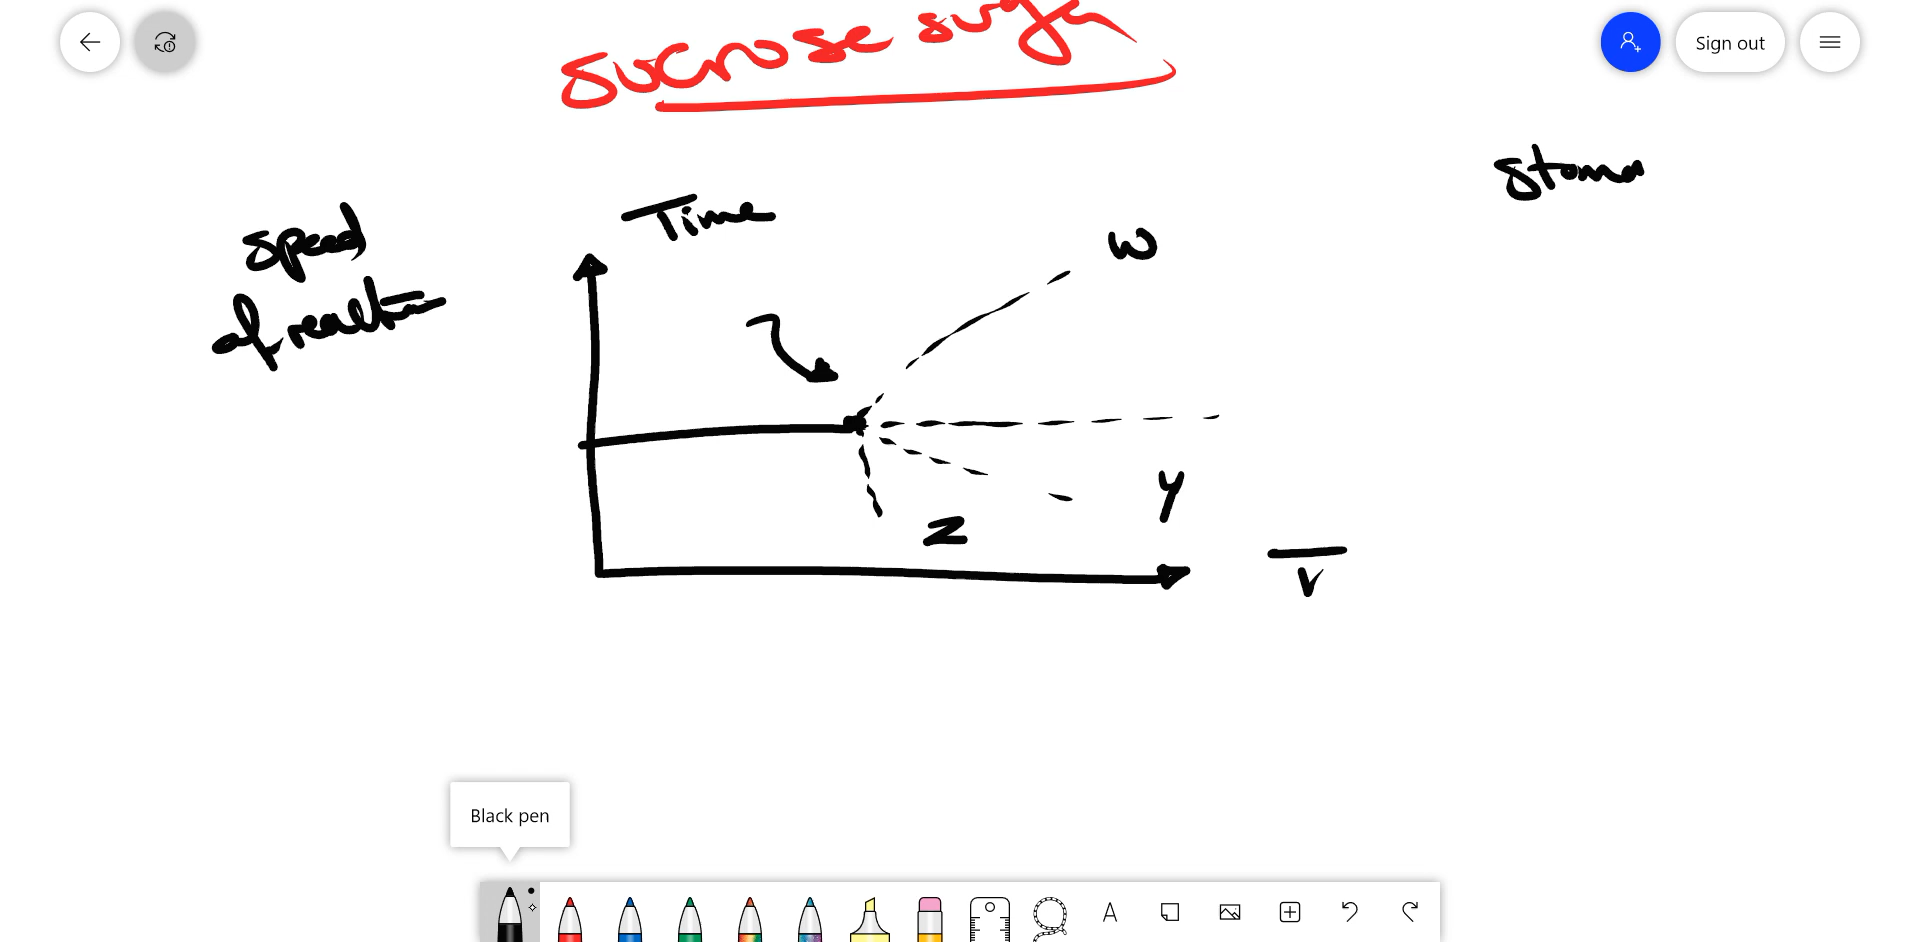 Sign out
sucrose sugar
stoma
Time
speed
of reaction
w
y
z
v
Black pen